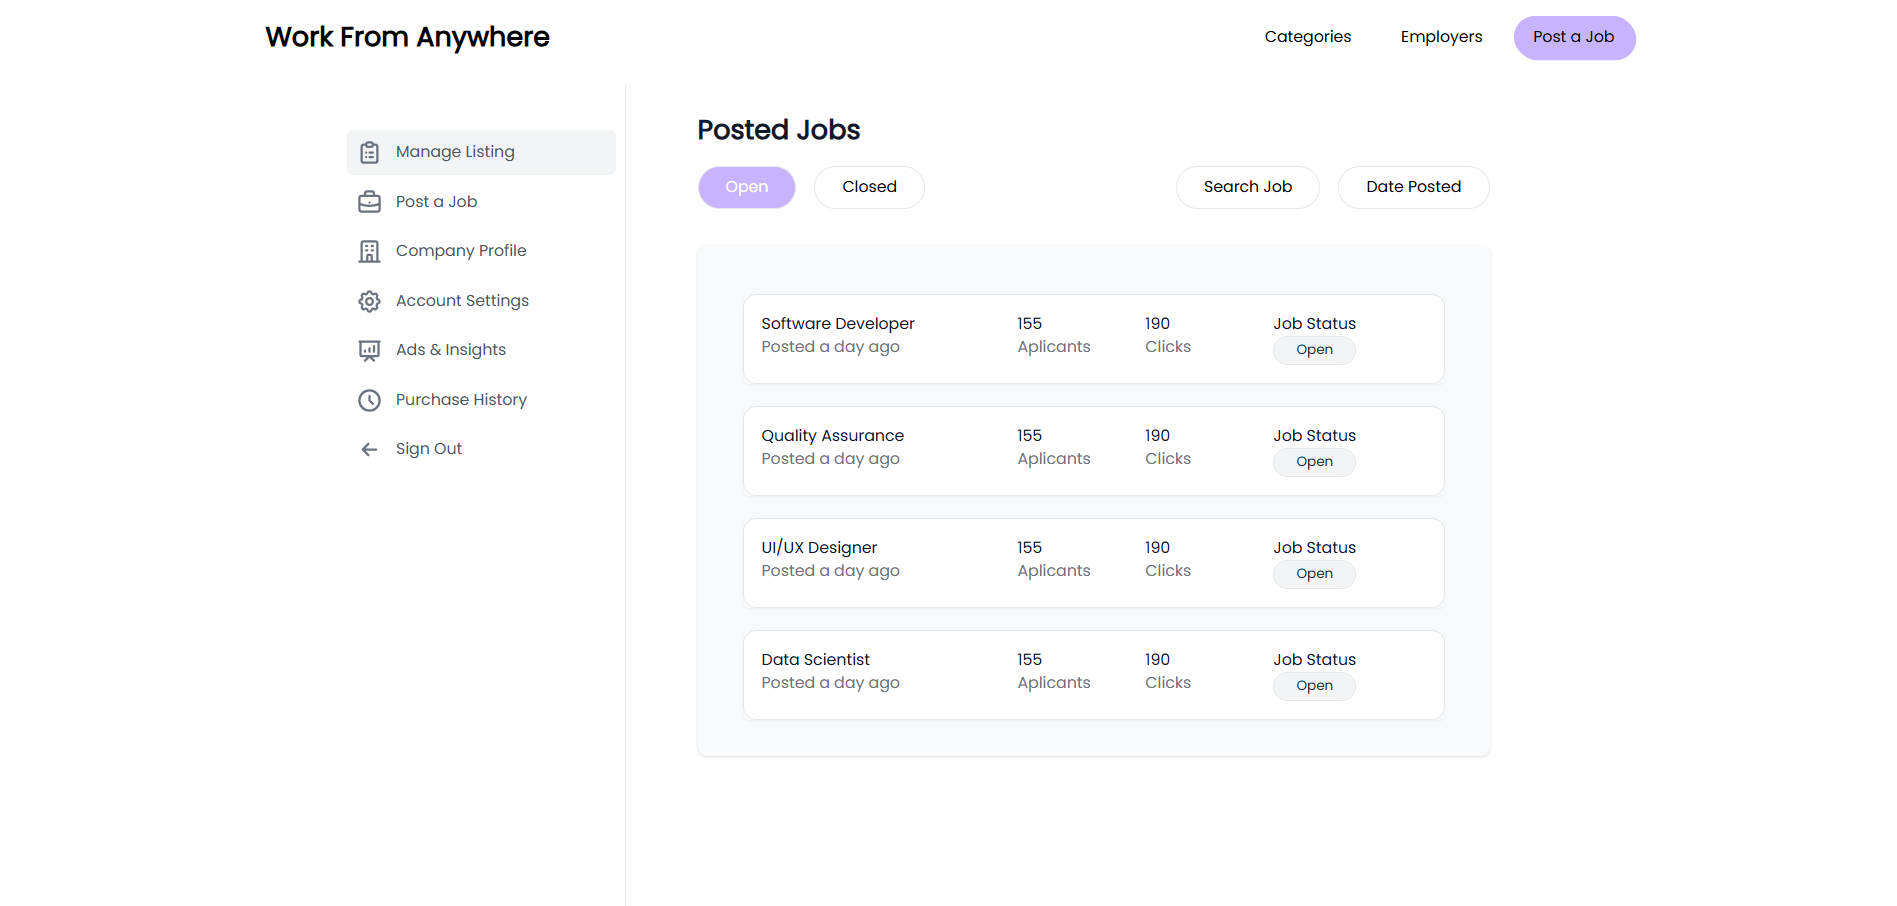 Work From Anywhere
Categories
Employers
Post a Job
Manage Listing
Post a Job
Company Profile
Account Settings
Ads & Insights
Purchase History
Sign Out
Posted Jobs
Open
Closed
Search Job
Date Posted
Software Developer
Posted a day ago
155
Aplicants
190
Clicks
Job Status
Open
Quality Assurance
Posted a day ago
155
Aplicants
190
Clicks
Job Status
Open
UI/UX Designer
Posted a day ago
155
Aplicants
190
Clicks
Job Status
Open
Data Scientist
Posted a day ago
155
Aplicants
190
Clicks
Job Status
Open